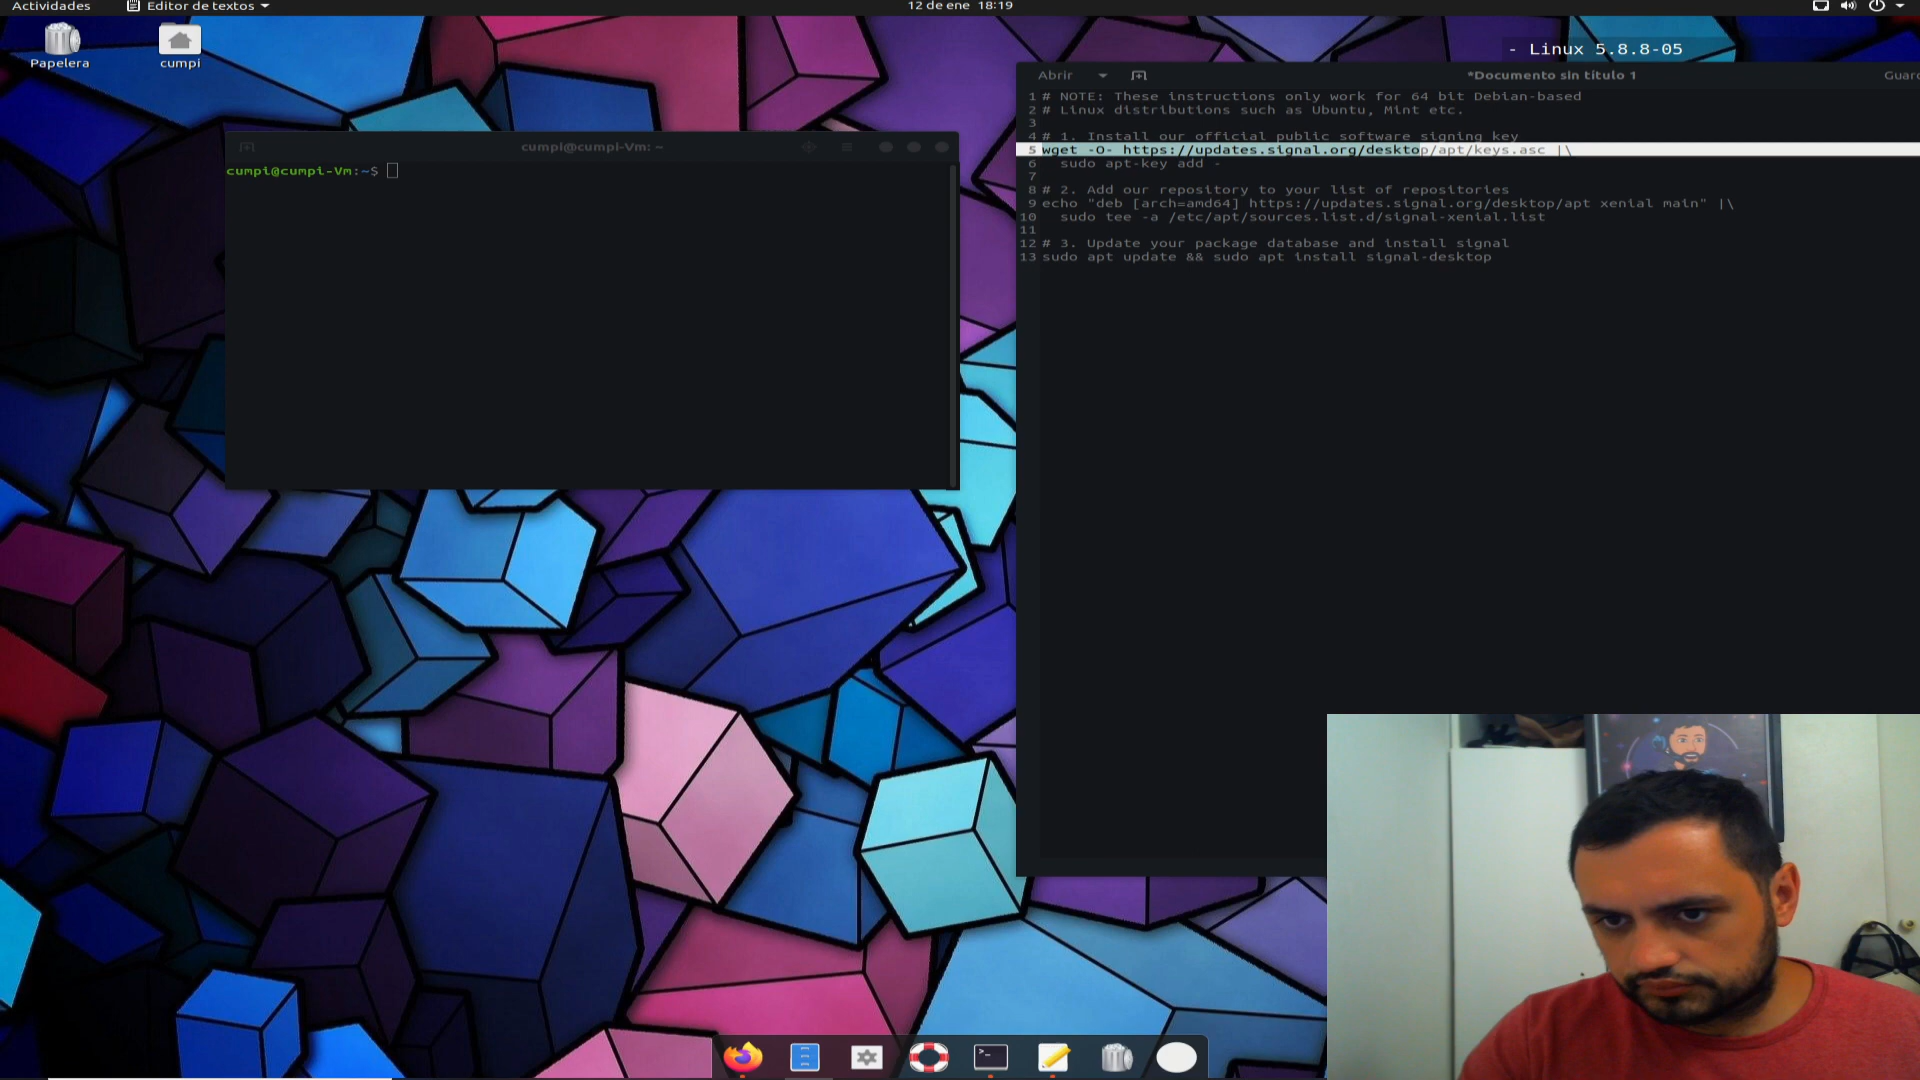 Actividades
Editor de textos
12 de ene 18:19
Papelera
cumpi
- Linux 5.8.8-05
cumpi@cumpi-Vm: ~
cumpi@cumpi-Vm:~$
Abrir
*Documento sin título 1
Guar
1 # NOTE: These instructions only work for 64 bit Debian-based
2 # Linux distributions such as Ubuntu, Mint etc.
3
4 # 1. Install our official public software signing key
5 wget -O- https://updates.signal.org/desktop/apt/keys.asc |\
6   sudo apt-key add -
7
8 # 2. Add our repository to your list of repositories
9 echo "deb [arch=amd64] https://updates.signal.org/desktop/apt xenial main" |\
10   sudo tee -a /etc/apt/sources.list.d/signal-xenial.list
11
12 # 3. Update your package database and install signal
13 sudo apt update && sudo apt install signal-desktop